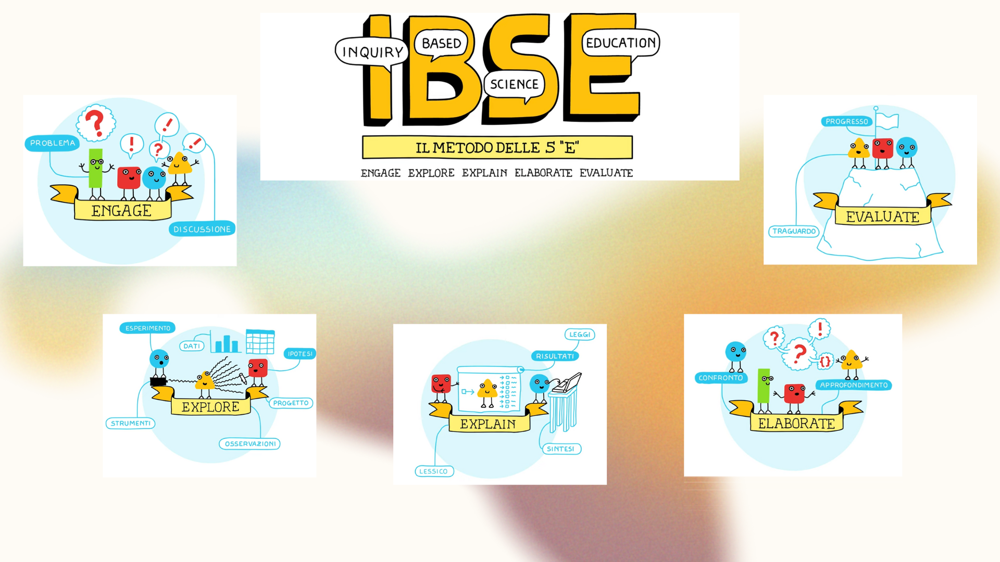 INQUIRY
BASED
SCIENCE
EDUCATION
IBSE
IL METODO DELLE 5 "E"
ENGAGE EXPLORE EXPLAIN ELABORATE EVALUATE
?
!
?
!
!
PROBLEMA
ENGAGE
DISCUSSIONE
ESPERIMENTO
DATI
IPOTESI
EXPLORE
PROGETTO
STRUMENTI
OSSERVAZIONI
LEGGI
RISULTATI
EXPLAIN
SINTESI
LESSICO
?
!
?
{}
CONFRONTO
APPROFONDIMENTO
ELABORATE
PROGRESSO
EVALUATE
TRAGUARDO